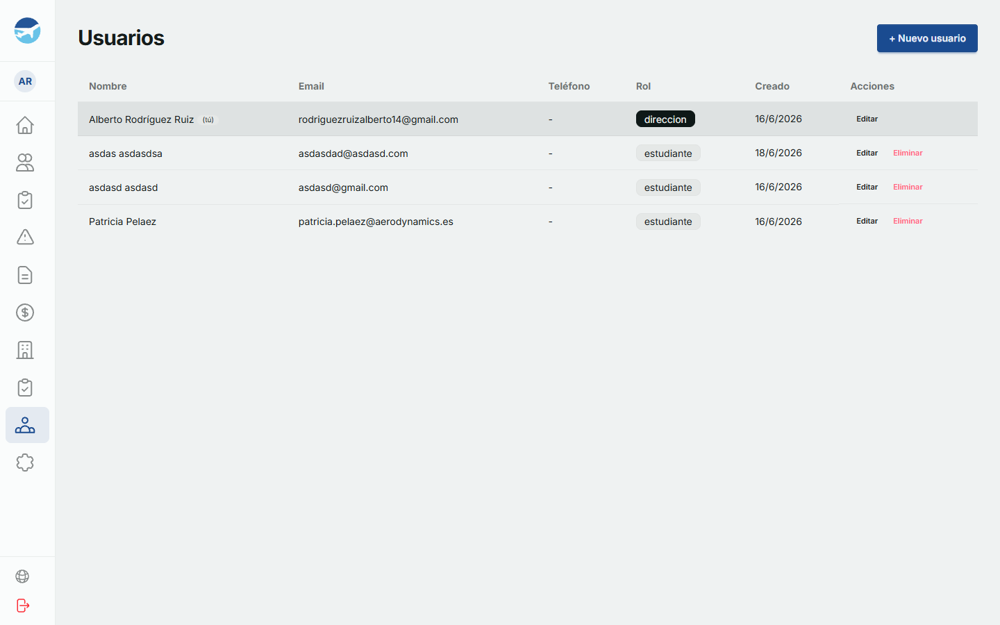 Usuarios
+ Nuevo usuario
AR
Nombre Email Teléfono Rol Creado Acciones
Alberto Rodríguez Ruiz (tú) rodriguezruizalberto14@gmail.com - direccion 16/6/2026 Editar
asdas asdasdsa asdasdad@asdasd.com - estudiante 18/6/2026 Editar Eliminar
asdasd asdasd asdasd@gmail.com - estudiante 16/6/2026 Editar Eliminar
Patricia Pelaez patricia.pelaez@aerodynamics.es - estudiante 16/6/2026 Editar Eliminar